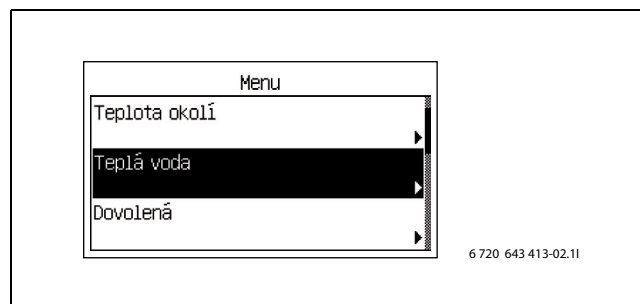 Menu
Teplota okolí
Teplá voda
Dovolená
6 720 643 413-02.1I